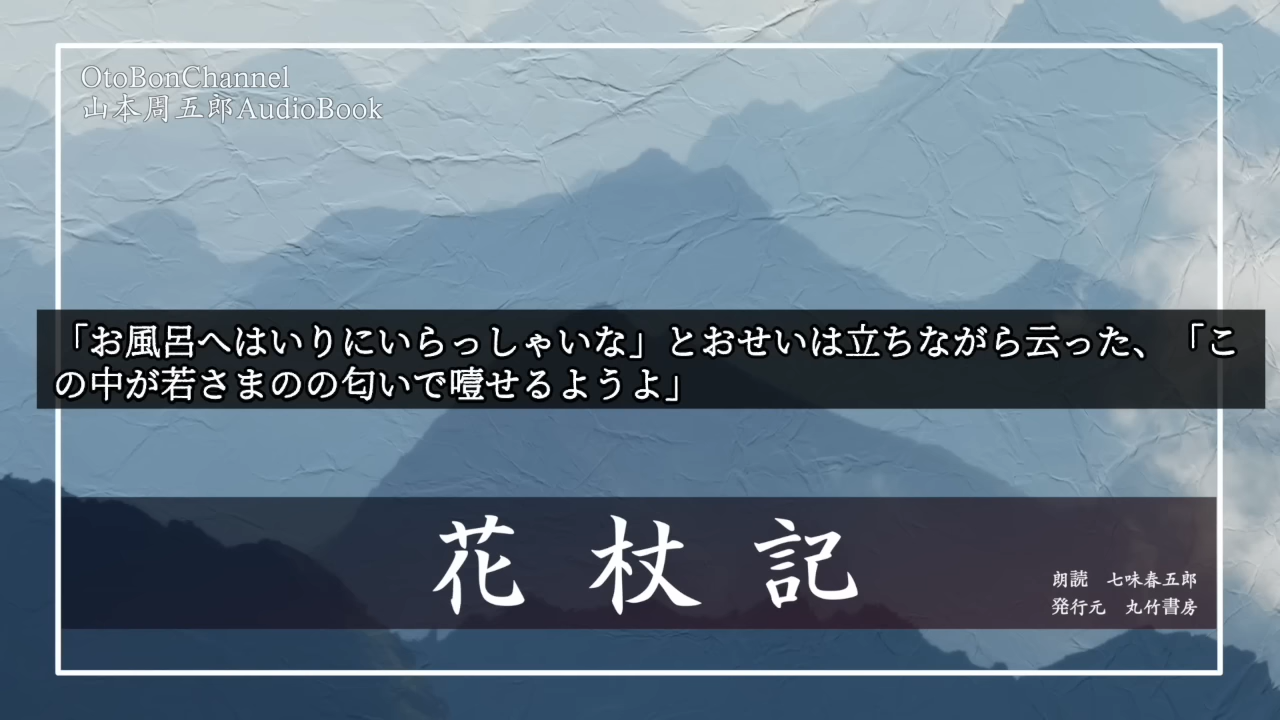 OtoBonChannel
山本周五郎AudioBook
「お風呂へはいりにいらっしゃいな」とおせいは立ちながら云った、「こ
の中が若さまのの匂いで噎せるようよ」
花杖記
朗読　七味春五郎
発行元　丸竹書房